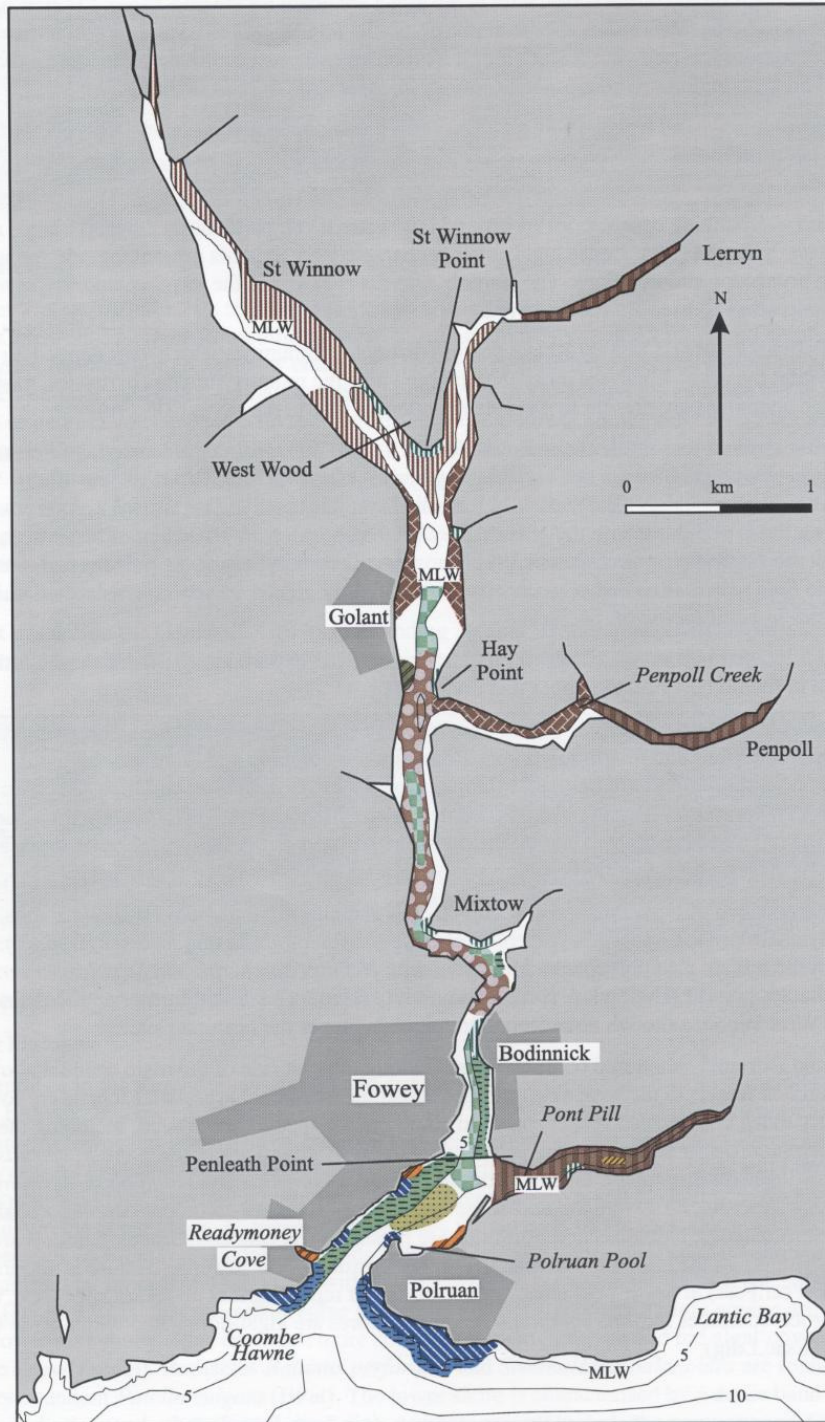 St Winnow
Point
Lerryn
St Winnow
N
MLW
West Wood
0 km 1
MLW
Golant
Hay
Point
Penpoll Creek
Penpoll
Mixtow
Bodinnick
Fowey
Pont Pill
5
Penleath Point
MLW
Readymoney
Cove
Polruan Pool
Polruan
Lantic Bay
Coombe
Hawne
5
MLW
5
10